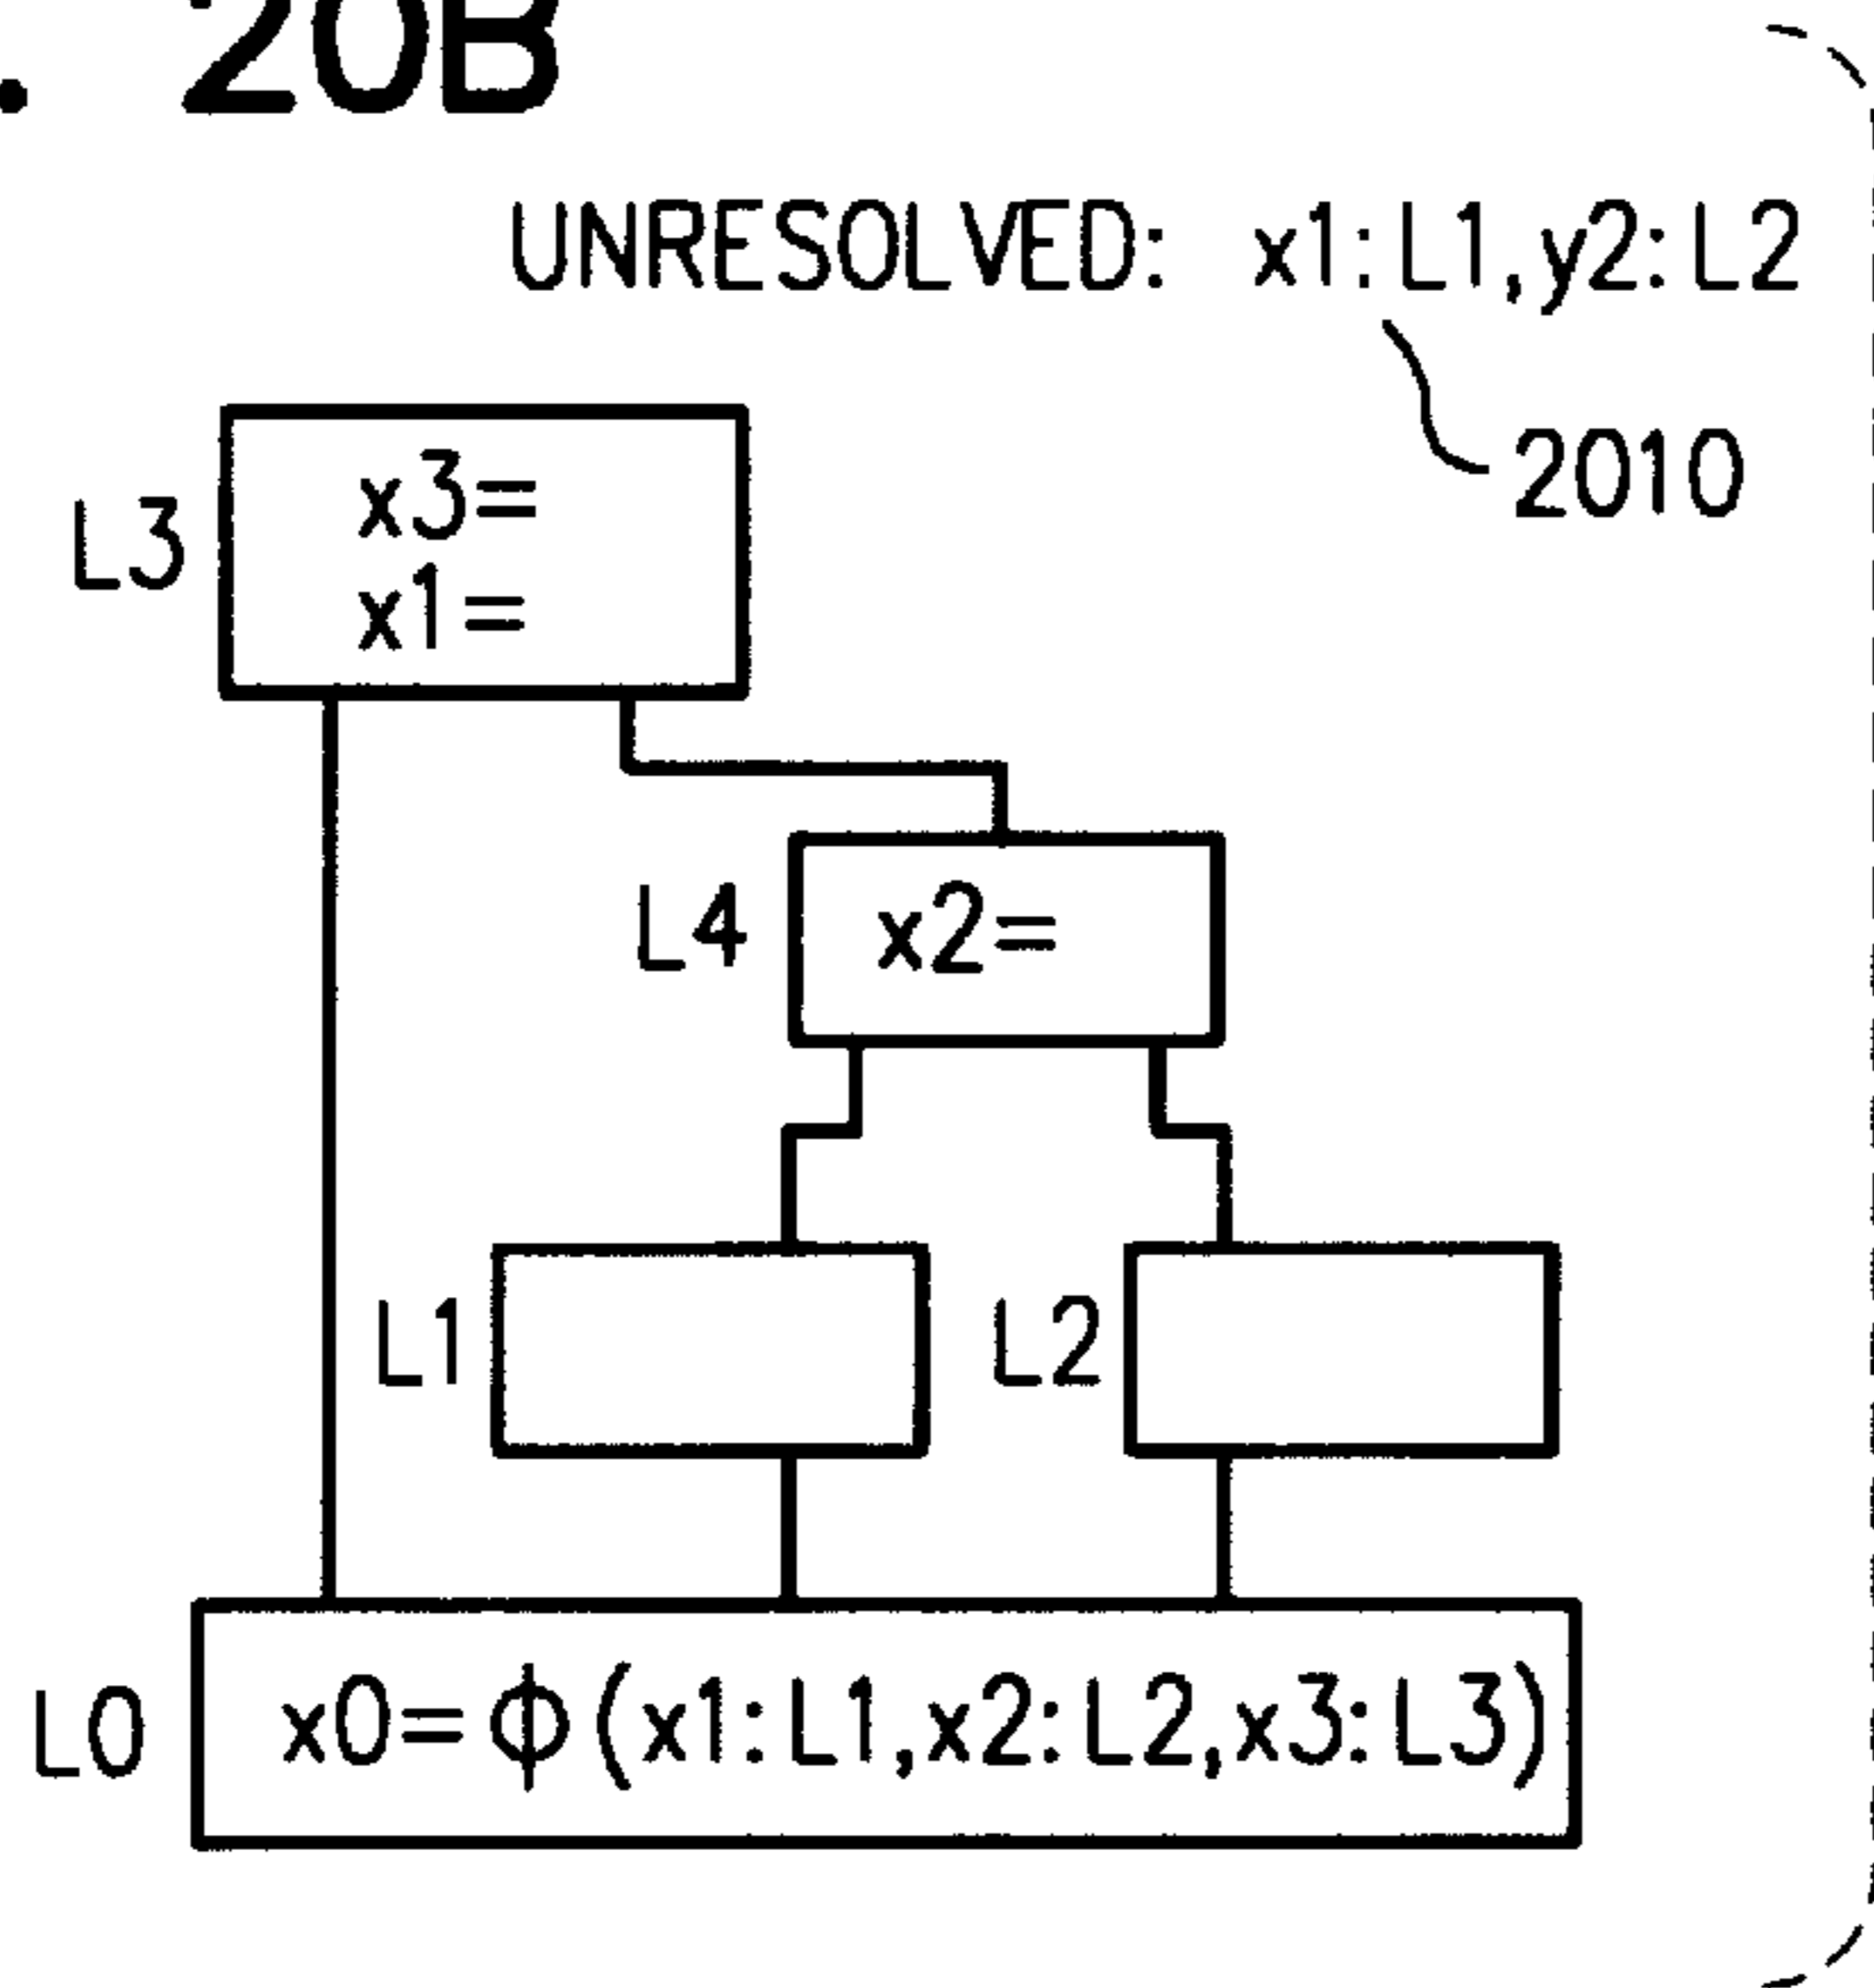 . 20B
UNRESOLVED: x1:L1,y2:L2
2010
L3
x3=
x1=
L4
x2=
L1
L2
L0
x0=ϕ(x1:L1,x2:L2,x3:L3)